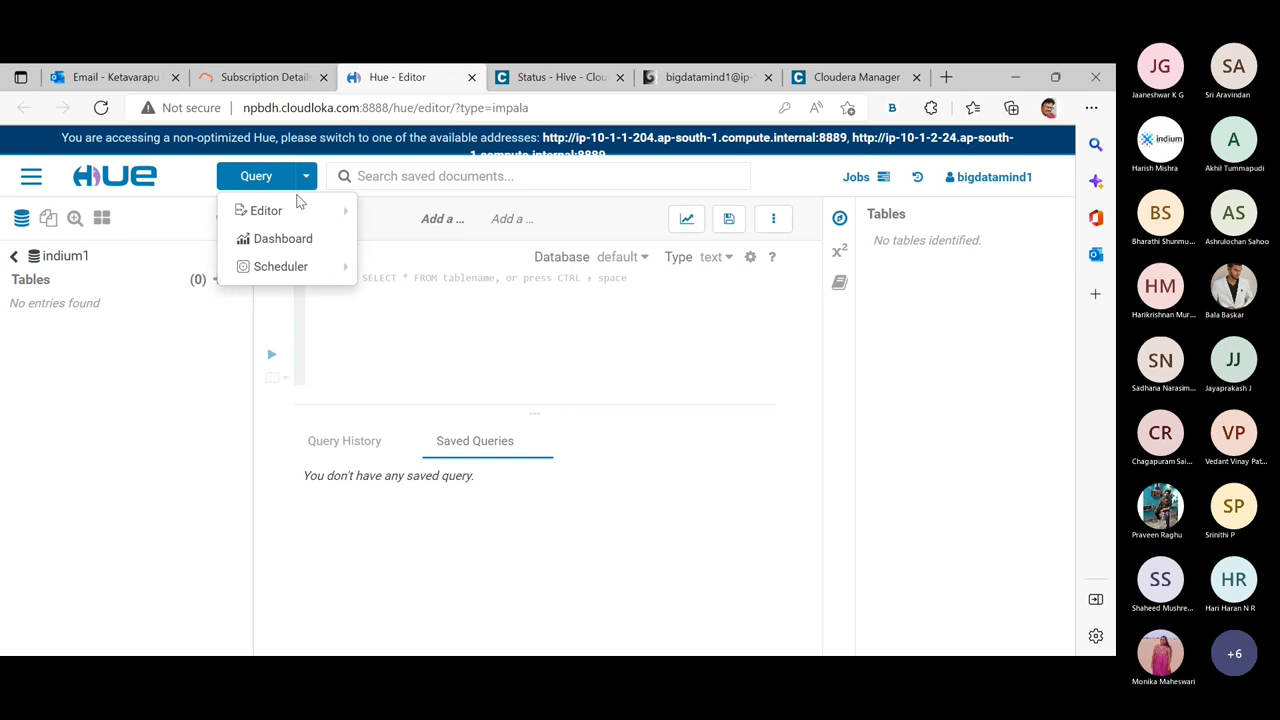 Email - Ketavarapu
Subscription Details
Hue - Editor
Status - Hive - Clou
bigdatamind1@ip-
Cloudera Manager
Not secure
npbdh.cloudloka.com:8888/hue/editor/?type=impala
You are accessing a non-optimized Hue, please switch to one of the available addresses: http://ip-10-1-1-204.ap-south-1.compute.internal:8889, http://ip-10-1-2-24.ap-south-
1.compute.internal:8889
HUE
Query
Search saved documents...
Jobs
bigdatamind1
Editor
Dashboard
Scheduler
Add a ...
Add a ...
Tables
No tables identified.
indium1
Tables
(0)
No entries found
Database default
Type text
?
SELECT * FROM tablename, or press CTRL + space
Query History
Saved Queries
You don't have any saved query.
JG
SA
Jaaneshwar K G
Sri Aravindan
indium
A
Harish Mishra
Akhil Tummapudi
BS
AS
Bharathi Shunmu...
Ashrulochan Sahoo
HM
Harikrishnan Mur...
Bala Baskar
SN
JJ
Sadhana Narasim...
Jayaprakash J
CR
VP
Chagapuram Sai...
Vedant Vinay Pat...
SP
Praveen Raghu
Srinithi P
SS
HR
Shaheed Mushre...
Hari Haran N R
+6
Monika Maheswari